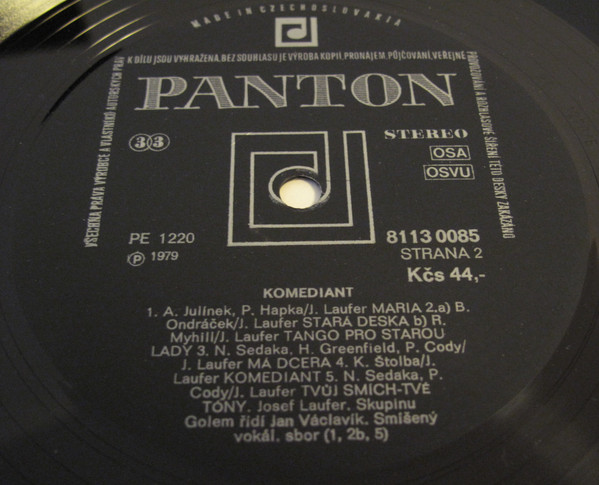 MADE IN CZECHOSLOVAKIA
VŠECHNA PRÁVA VÝROBCE A VLASTNÍKŮ AUTORSKÝCH PRÁV K DÍLU JSOU VYHRAZENA. BEZ SOUHLASU JE VÝROBA KOPIÍ, PRONÁJEM, PŮJČOVÁNÍ, VEŘEJNÉ PROVOZOVÁNÍ A ROZHLASOVÉ ŠÍŘENÍ TÉTO DESKY ZAKÁZÁNO
PANTON
33 STEREO
OSA
OSVU
PE 1220 8113 0085
Ⓟ 1979 STRANA 2
Kčs 44,-
KOMEDIANT
1. A. Julínek, P. Hapka/J. Laufer MARIA 2.a) B.
Ondráček/J. Laufer STARÁ DESKA b) R.
Myhill/J. Laufer TANGO PRO STAROU
LADY 3. N. Sedaka, H. Greenfield, P. Cody/
J. Laufer MÁ DCERA 4. K. Štolba/J.
Laufer KOMEDIANT 5. N. Sedaka, P.
Cody/J. Laufer TVŮJ SMÍCH-TVÉ
TÓNY. Josef Laufer. Skupinu
Golem řídí Jan Václavík. Smíšený
vokál. sbor (1, 2b, 5)